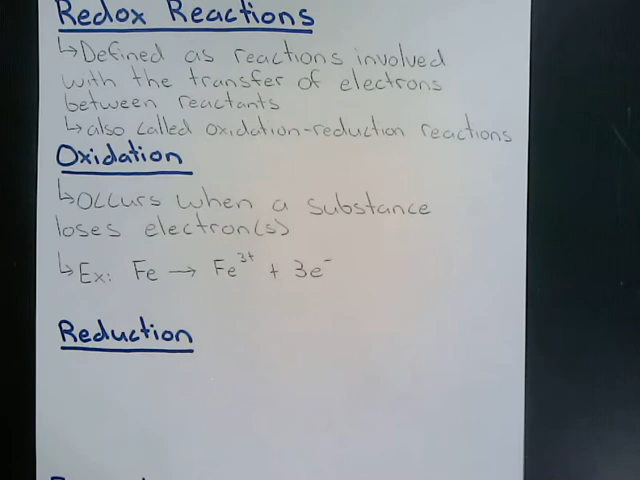 Redox Reactions
↳Defined as reactions involved
with the transfer of electrons
between reactants
↳also called oxidation-reduction reactions
Oxidation
↳Occurs when a substance
loses electron(s)
↳Ex: Fe → Fe³⁺ + 3e⁻
Reduction